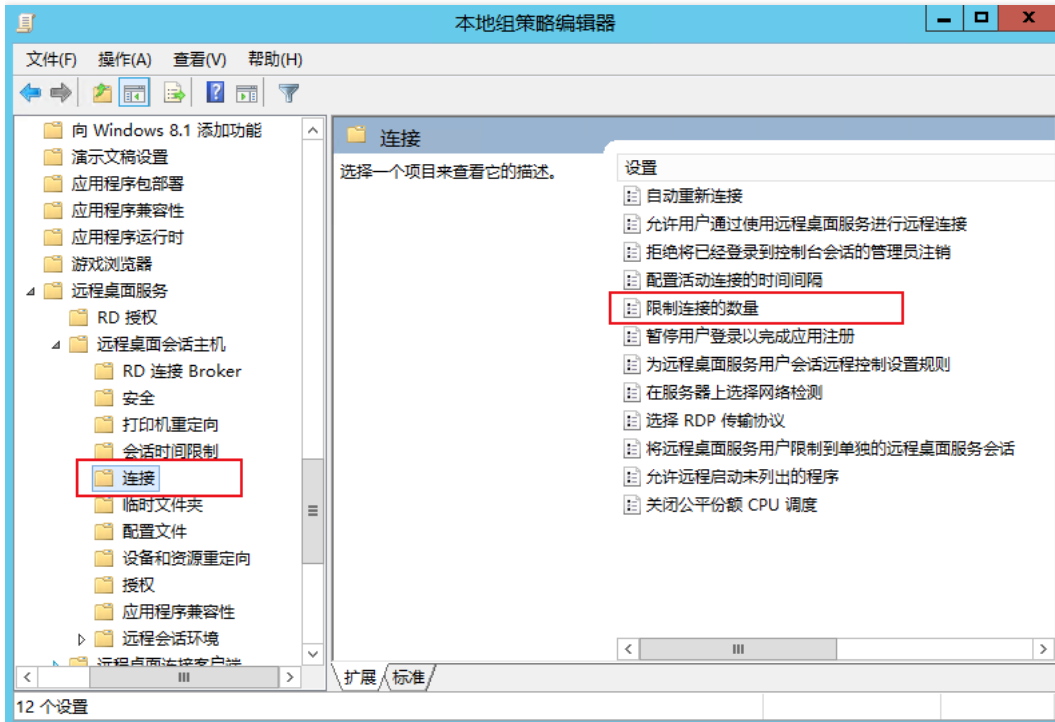 本地组策略编辑器
文件(F) 操作(A) 查看(V) 帮助(H)
向 Windows 8.1 添加功能
演示文稿设置
应用程序包部署
应用程序兼容性
应用程序运行时
游戏浏览器
远程桌面服务
RD 授权
远程桌面会话主机
RD 连接 Broker
安全
打印机重定向
会话时间限制
连接
临时文件夹
配置文件
设备和资源重定向
授权
应用程序兼容性
远程会话环境
远程桌面连接客户端
连接
选择一个项目来查看它的描述。
设置
自动重新连接
允许用户通过使用远程桌面服务进行远程连接
拒绝将已经登录到控制台会话的管理员注销
配置活动连接的时间间隔
限制连接的数量
暂停用户登录以完成应用注册
为远程桌面服务用户会话远程控制设置规则
在服务器上选择网络检测
选择 RDP 传输协议
将远程桌面服务用户限制到单独的远程桌面服务会话
允许远程启动未列出的程序
关闭公平份额 CPU 调度
扩展 标准
12 个设置